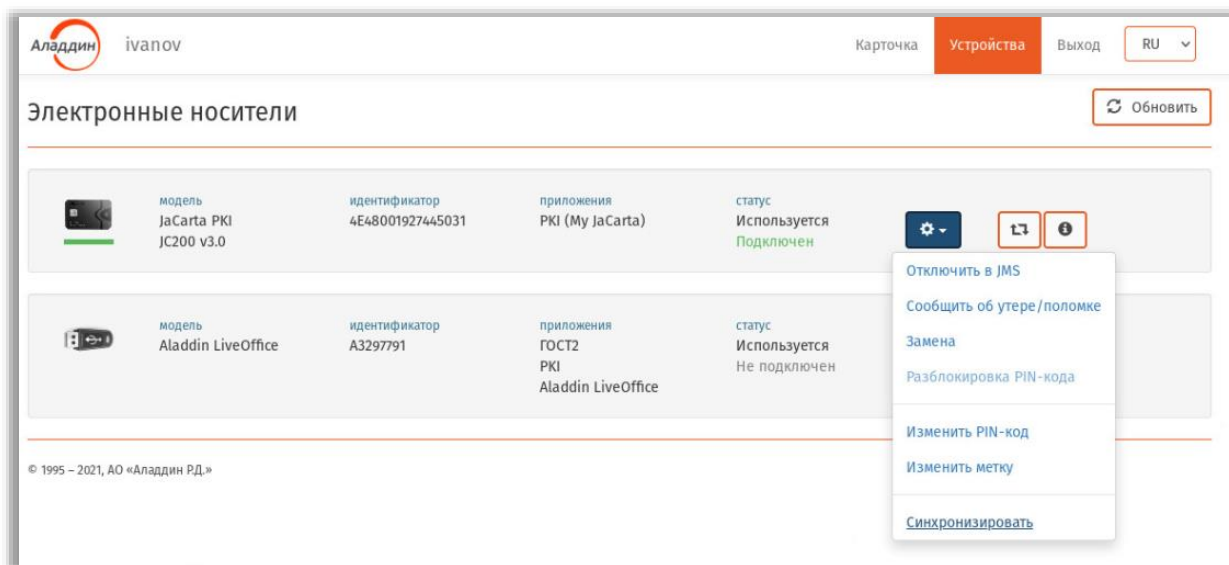 Аладдин
ivanov
Карточка
Устройства
Выход
RU
Электронные носители
Обновить
модель
JaCarta PKI
JC200 v3.0
идентификатор
4E48001927445031
приложения
PKI (My JaCarta)
статус
Используется
Подключен
Отключить в JMS
Сообщить об утере/поломке
Замена
Разблокировка PIN-кода
Изменить PIN-код
Изменить метку
Синхронизировать
модель
Aladdin LiveOffice
идентификатор
A3297791
приложения
ГОСТ2
PKI
Aladdin LiveOffice
статус
Используется
Не подключен
© 1995 – 2021, АО «Аладдин Р.Д.»